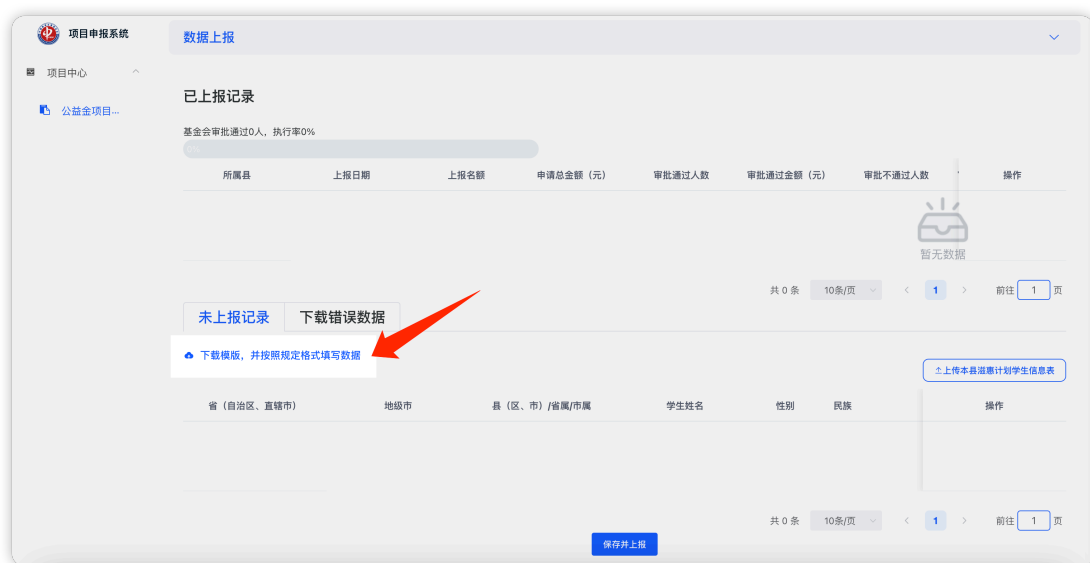 项目申报系统
数据上报
项目中心
公益金项目...
已上报记录
基金会审批通过0人，执行率0%
0%
所属县 上报日期 上报名额 申请总金额（元） 审批通过人数 审批通过金额（元） 审批不通过人数 操作
暂无数据
共 0 条 10条/页 1 前往 1 页
未上报记录 下载错误数据
下载模版，并按照规定格式填写数据
上传本县滋惠计划学生信息表
省（自治区、直辖市） 地级市 县（区、市）/省属/市属 学生姓名 性别 民族 操作
共 0 条 10条/页 1 前往 1 页
保存并上报